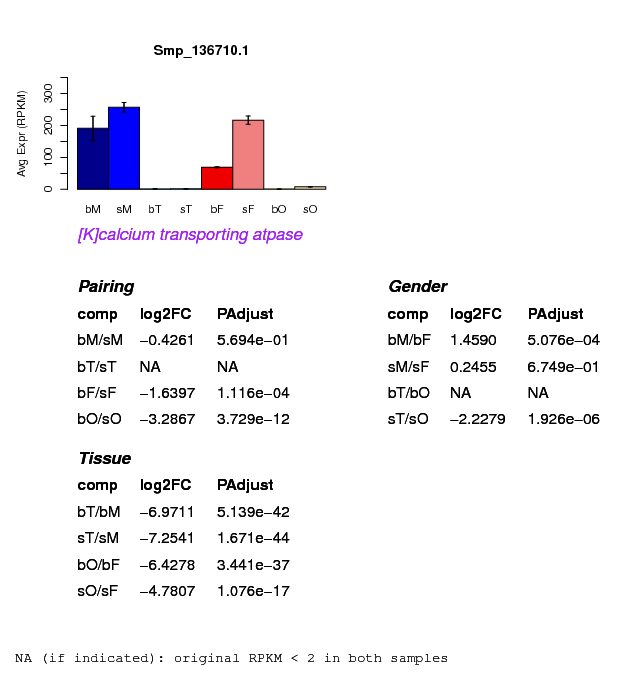 Smp_136710.1
Avg Expr (RPKM)
0 100 200 300
bM sM bT sT bF sF bO sO
[K]calcium transporting atpase
Pairing
comp log2FC PAdjust
bM/sM −0.4261 5.694e−01
bT/sT NA NA
bF/sF −1.6397 1.116e−04
bO/sO −3.2867 3.729e−12
Gender
comp log2FC PAdjust
bM/bF 1.4590 5.076e−04
sM/sF 0.2455 6.749e−01
bT/bO NA NA
sT/sO −2.2279 1.926e−06
Tissue
comp log2FC PAdjust
bT/bM −6.9711 5.139e−42
sT/sM −7.2541 1.671e−44
bO/bF −6.4278 3.441e−37
sO/sF −4.7807 1.076e−17
NA (if indicated): original RPKM < 2 in both samples